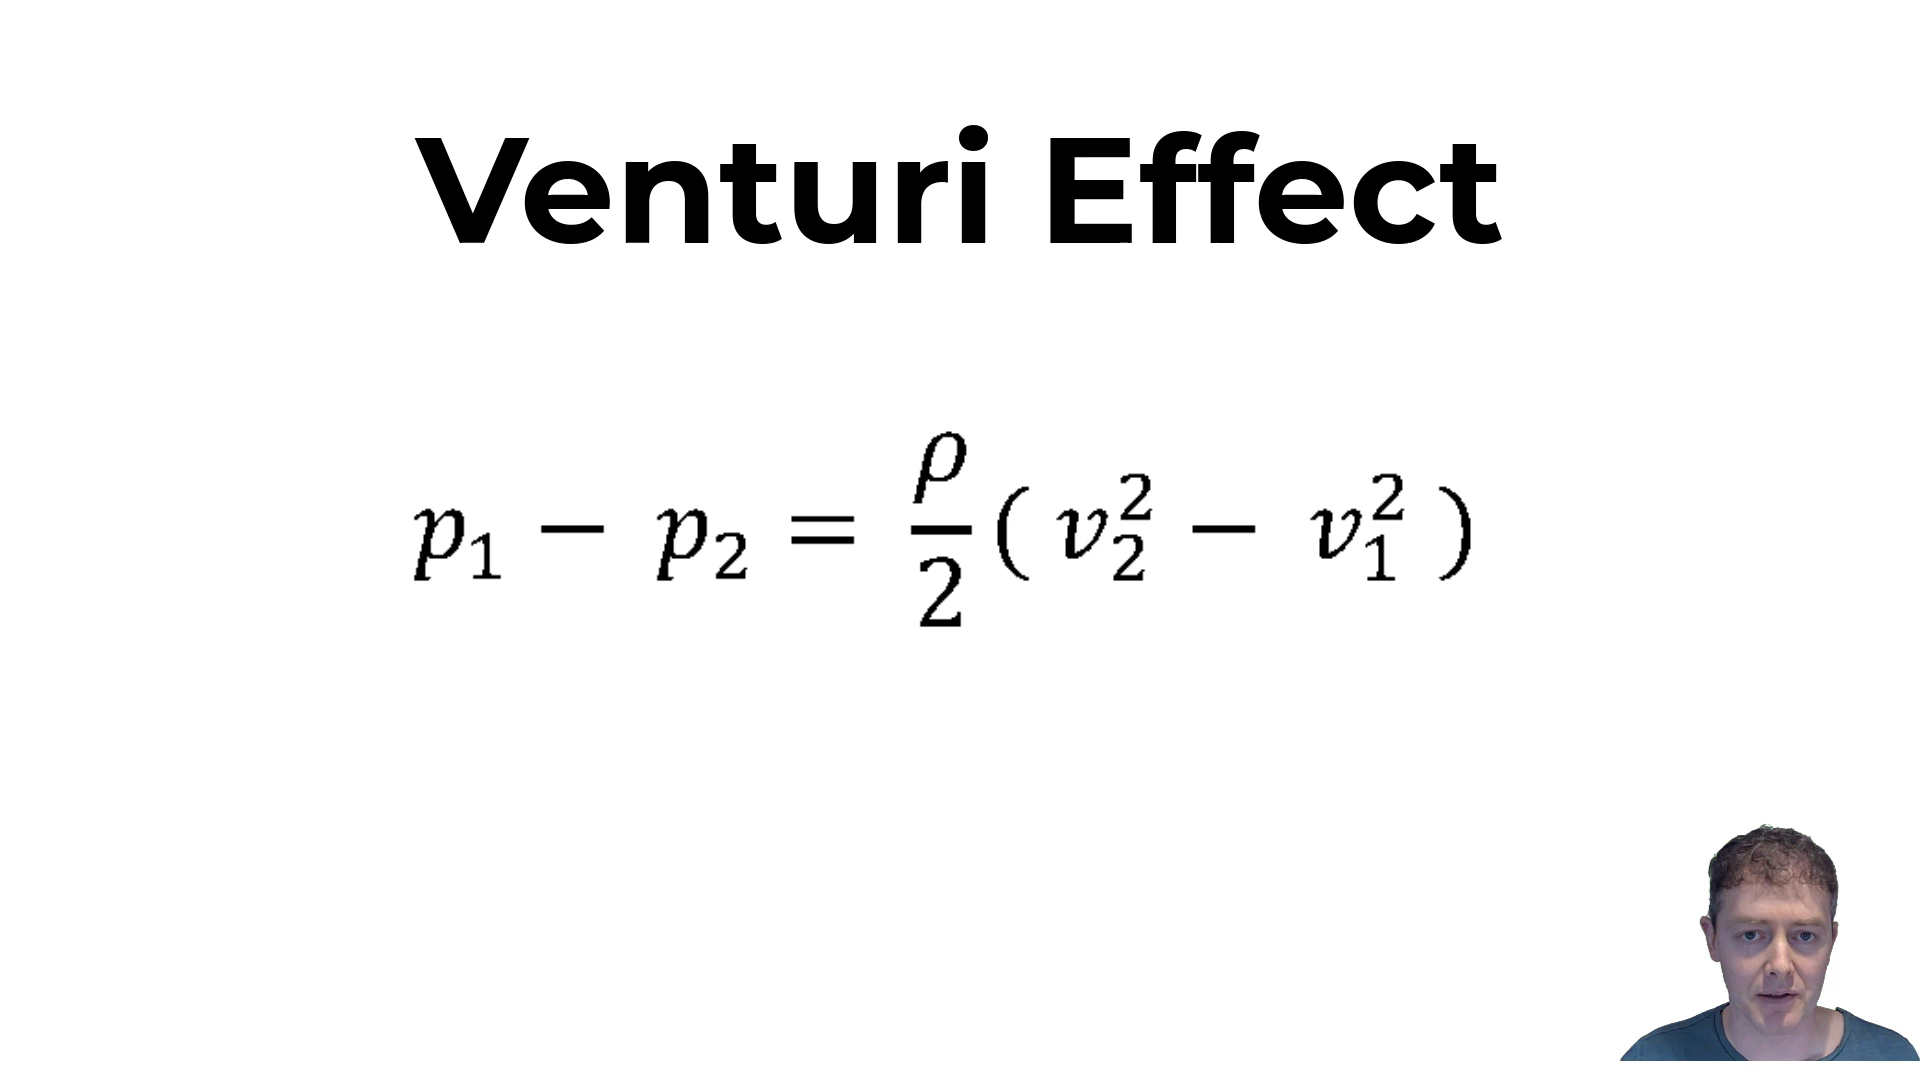 Venturi Effect
p₁ − p₂ = ρ/2 ( v₂² − v₁² )